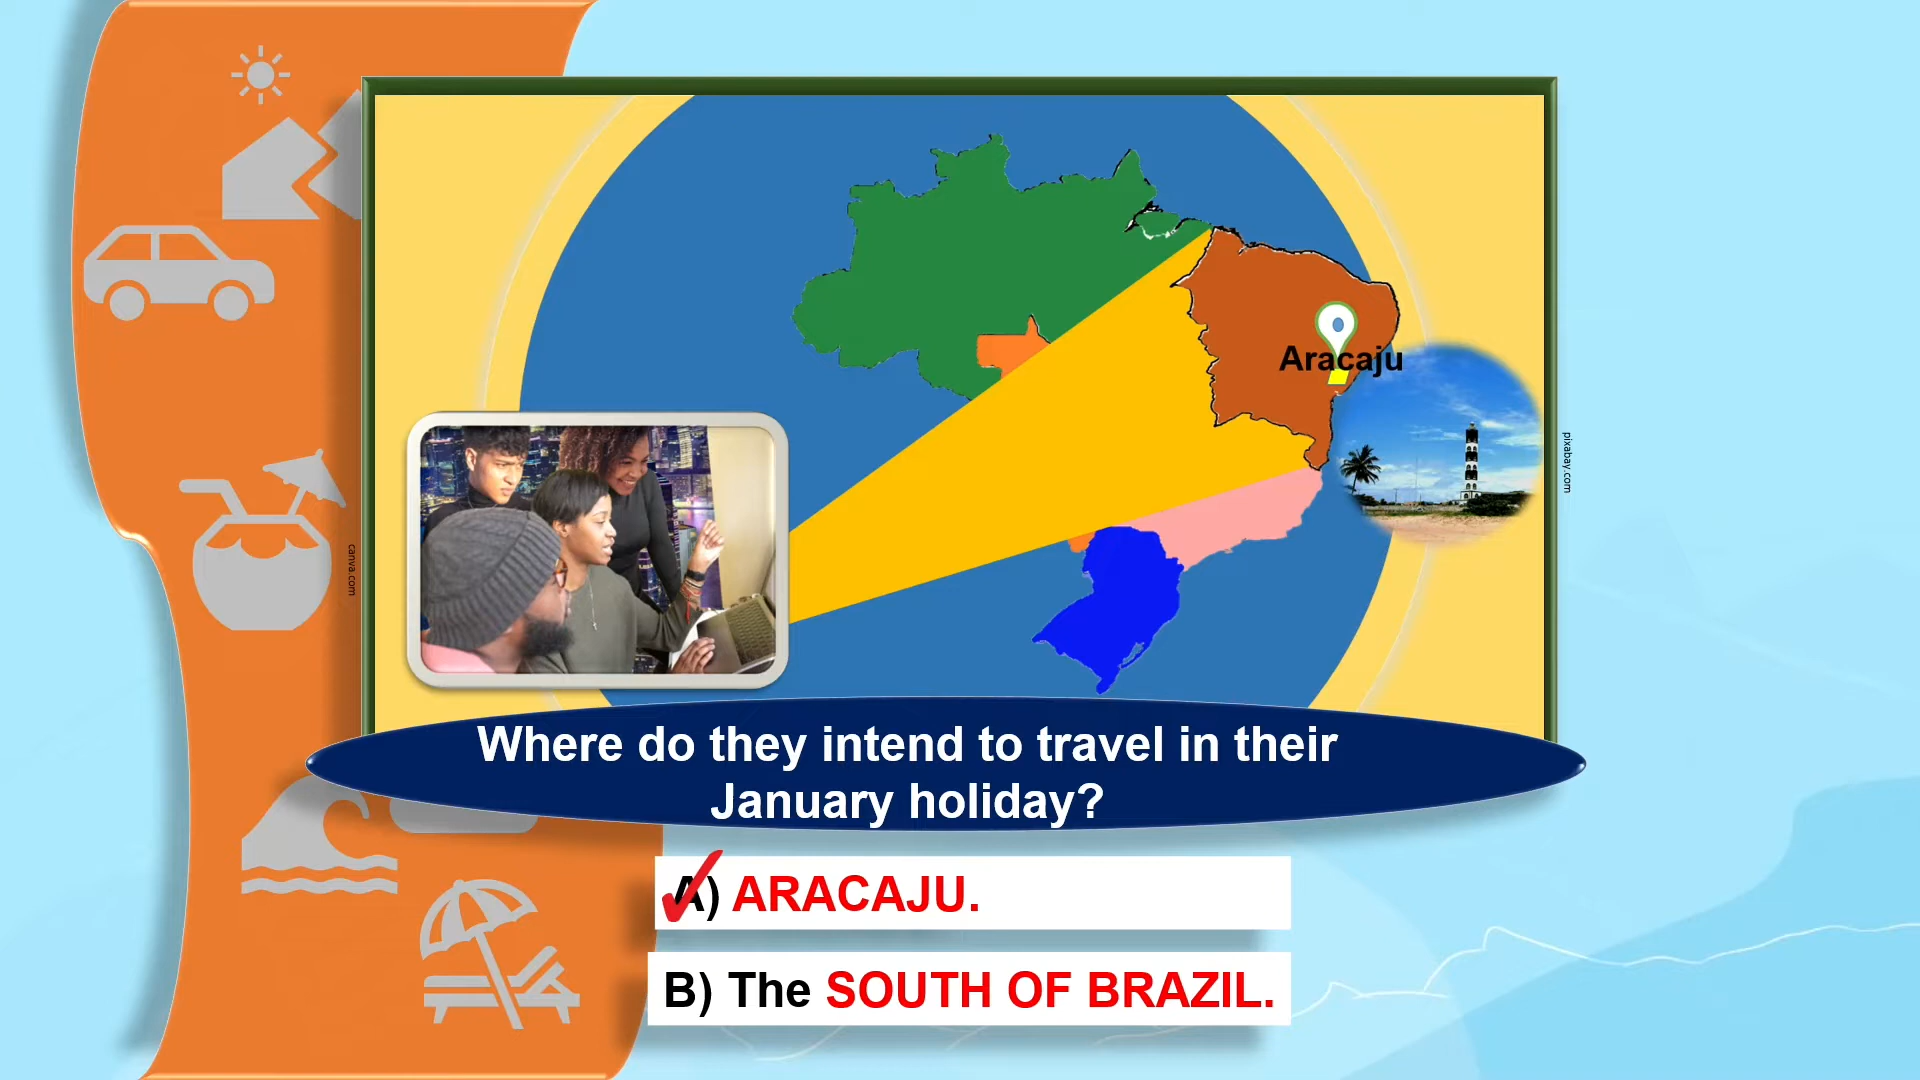 Aracaju
pixabay.com
canva.com
Where do they intend to travel in their
January holiday?
A) ARACAJU.
B) The SOUTH OF BRAZIL.